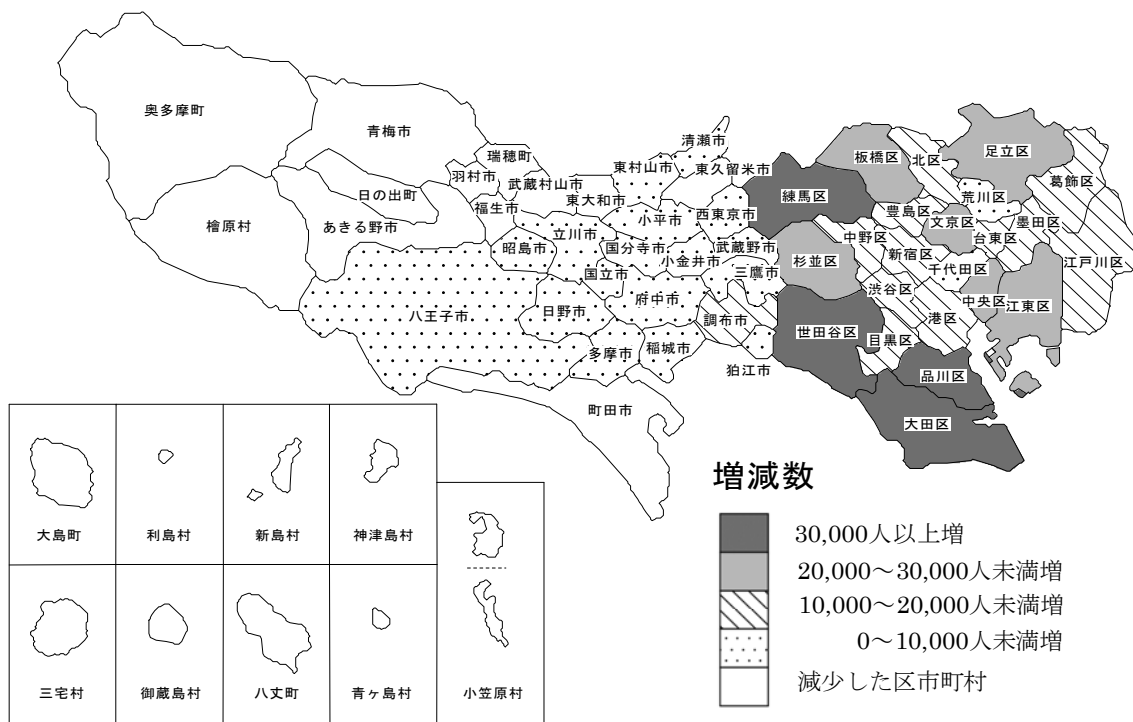 奥多摩町
青梅市
瑞穂町
羽村市
日の出町
福生市
武蔵村山市
東大和市
東村山市
清瀬市
東久留米市
檜原村
あきる野市
昭島市
立川市
小平市
西東京市
国分寺市
小金井市
武蔵野市
国立市
三鷹市
八王子市
日野市
府中市
調布市
多摩市
稲城市
狛江市
町田市
練馬区
板橋区
北区
足立区
葛飾区
荒川区
豊島区
文京区
台東区
墨田区
中野区
新宿区
千代田区
江戸川区
杉並区
渋谷区
中央区
江東区
港区
世田谷区
目黒区
品川区
大田区
大島町
利島村
新島村
神津島村
三宅村
御蔵島村
八丈町
青ヶ島村
小笠原村
増減数
30,000人以上増
20,000～30,000人未満増
10,000～20,000人未満増
0～10,000人未満増
減少した区市町村